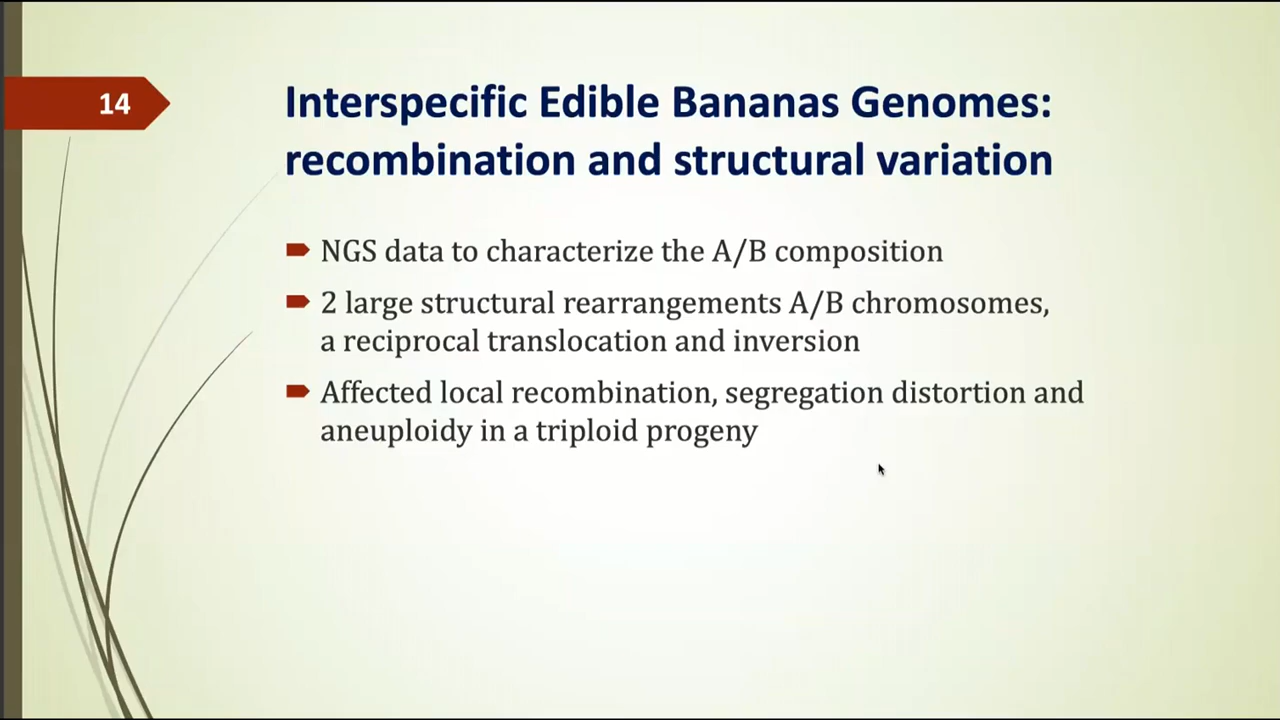 14
Interspecific Edible Bananas Genomes:
recombination and structural variation
NGS data to characterize the A/B composition
2 large structural rearrangements A/B chromosomes,
a reciprocal translocation and inversion
Affected local recombination, segregation distortion and
aneuploidy in a triploid progeny